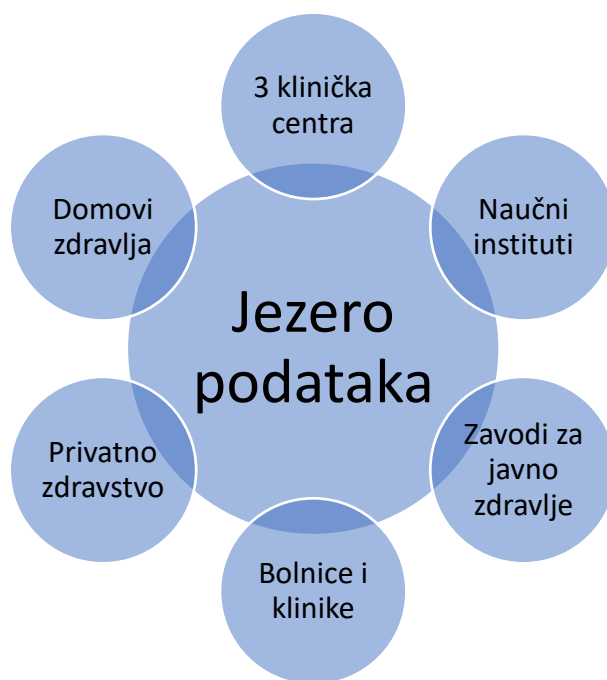 3 klinička
centra
Domovi
zdravlja
Naučni
instituti
Jezero
podataka
Privatno
zdravstvo
Zavodi za
javno
zdravlje
Bolnice i
klinike